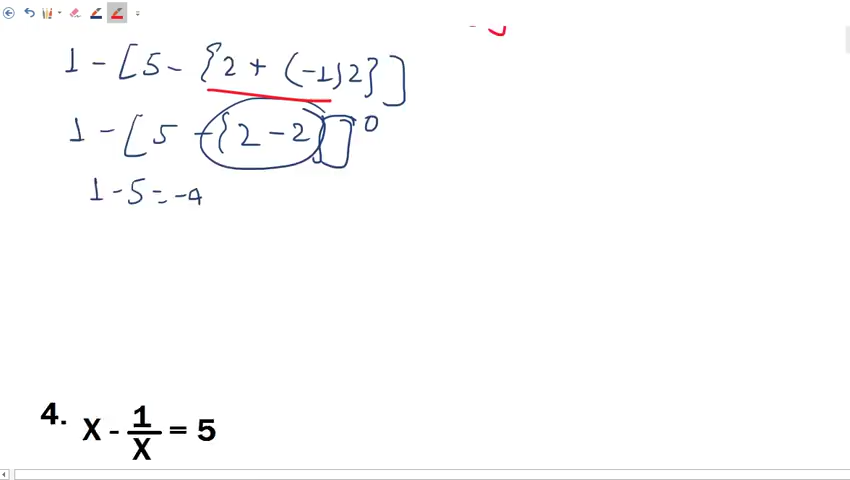 1 - [5 - {2 + (-1)2}]
1 - [5 - {2 - 2}] 0
1 - 5 = -4
4. X - 1/X = 5